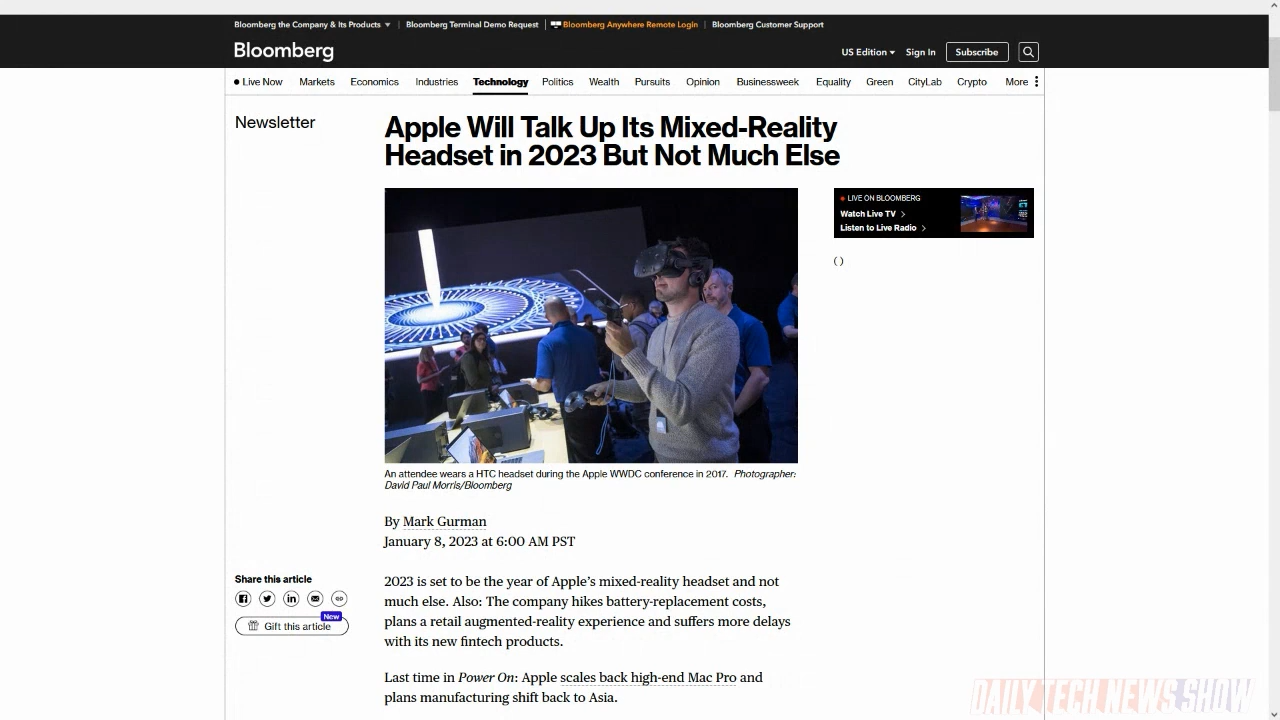 Bloomberg the Company & Its Products
Bloomberg Terminal Demo Request
Bloomberg Anywhere Remote Login
Bloomberg Customer Support
Bloomberg
US Edition
Sign In
Subscribe
Live Now
Markets
Economics
Industries
Technology
Politics
Wealth
Pursuits
Opinion
Businessweek
Equality
Green
CityLab
Crypto
More
Newsletter
Apple Will Talk Up Its Mixed-Reality
Headset in 2023 But Not Much Else
LIVE ON BLOOMBERG
Watch Live TV
Listen to Live Radio
()
An attendee wears a HTC headset during the Apple WWDC conference in 2017. Photographer:
David Paul Morris/Bloomberg
By Mark Gurman
January 8, 2023 at 6:00 AM PST
Share this article
New
Gift this article
2023 is set to be the year of Apple's mixed-reality headset and not
much else. Also: The company hikes battery-replacement costs,
plans a retail augmented-reality experience and suffers more delays
with its new fintech products.
Last time in Power On: Apple scales back high-end Mac Pro and
plans manufacturing shift back to Asia.
DAILY TECH NEWS SHOW